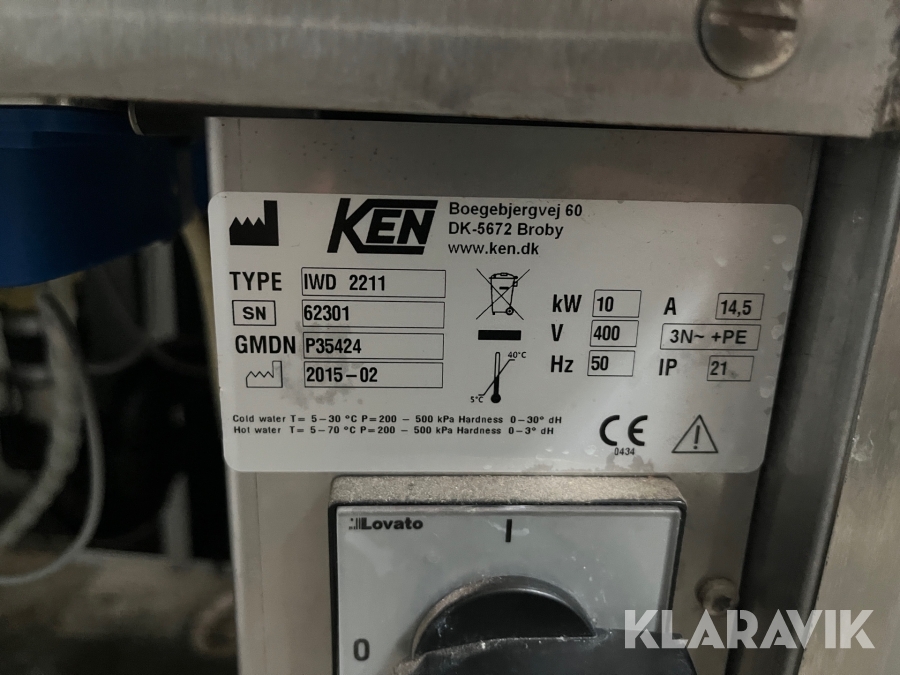 KLARAVIK
KEN
Boegebjergvej 60
DK-5672 Broby
www.ken.dk
TYPE IWD 2211
SN 62301
GMDN P35424
2015-02
40°C
5°C
kW 10 A 14,5
V 400 3N~ +PE
Hz 50 IP 21
Cold water T= 5-30 °C P=200 - 500 kPa Hardness 0-30° dH
Hot water T= 5-70 °C P=200 - 500 kPa Hardness 0-3° dH
CE
0434
Lovato
I
0
KLARAVIK